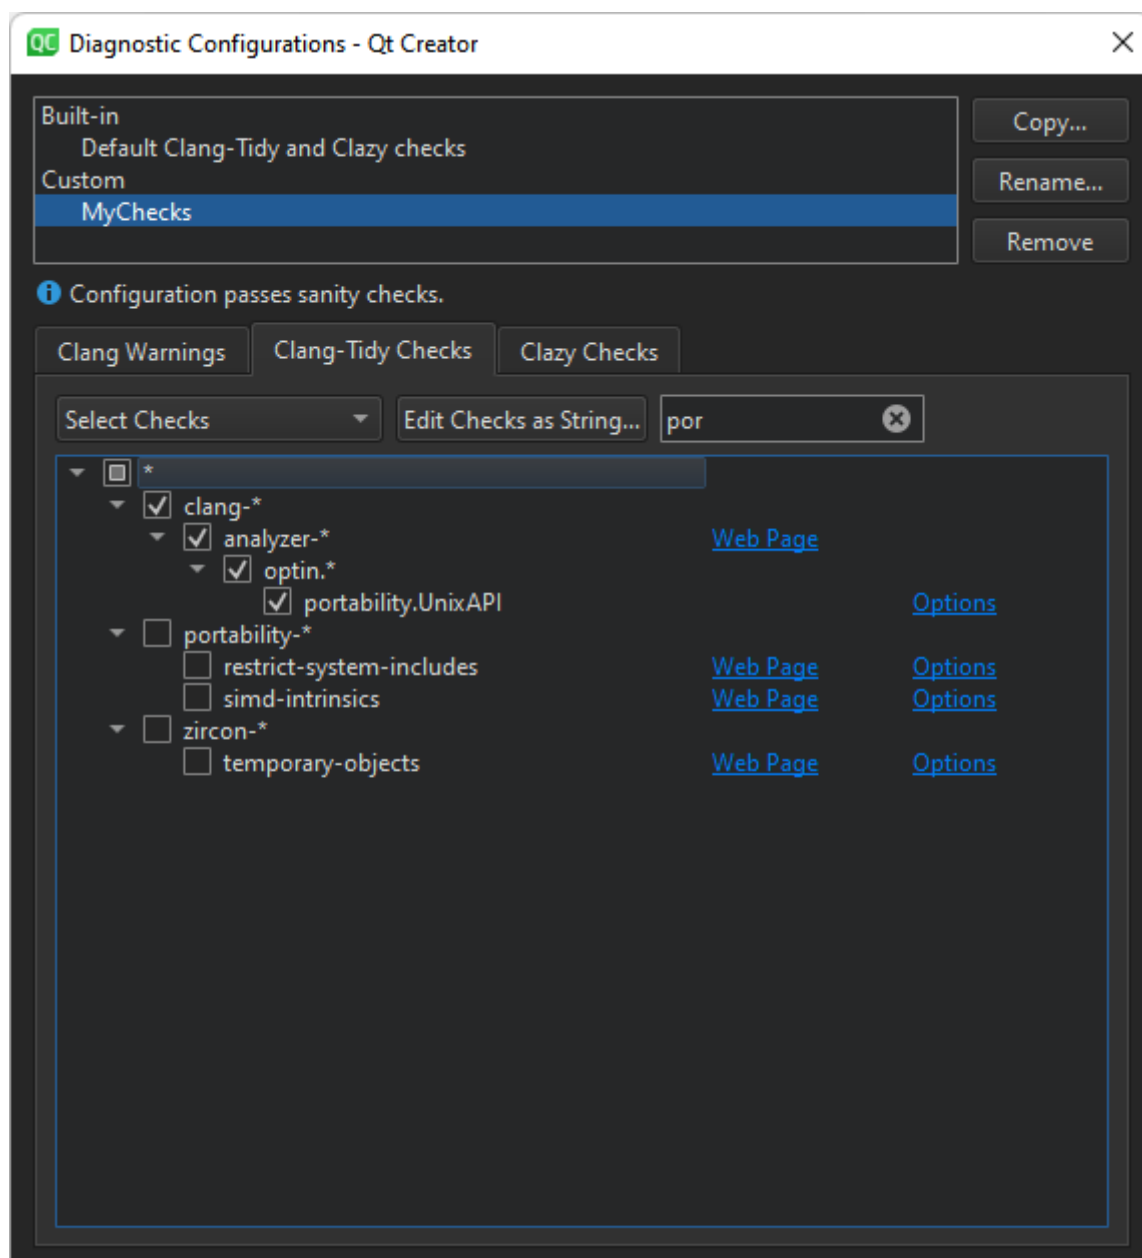 QC Diagnostic Configurations - Qt Creator
Built-in
Default Clang-Tidy and Clazy checks
Custom
MyChecks
Copy...
Rename...
Remove
Configuration passes sanity checks.
Clang Warnings Clang-Tidy Checks Clazy Checks
Select Checks Edit Checks as String... por
*
clang-*
analyzer-* Web Page
optin.*
portability.UnixAPI Options
portability-*
restrict-system-includes Web Page Options
simd-intrinsics Web Page Options
zircon-*
temporary-objects Web Page Options